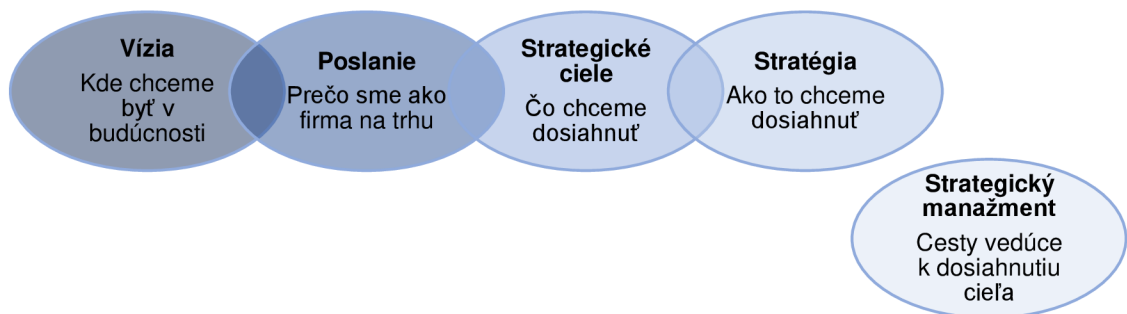 Vízia
Kde chceme
byť v
budúcnosti
Poslanie
Prečo sme ako
firma na trhu
Strategické
ciele
Čo chceme
dosiahnuť
Stratégia
Ako to chceme
dosiahnuť
Strategický
manažment
Cesty vedúce
k dosiahnutiu
cieľa